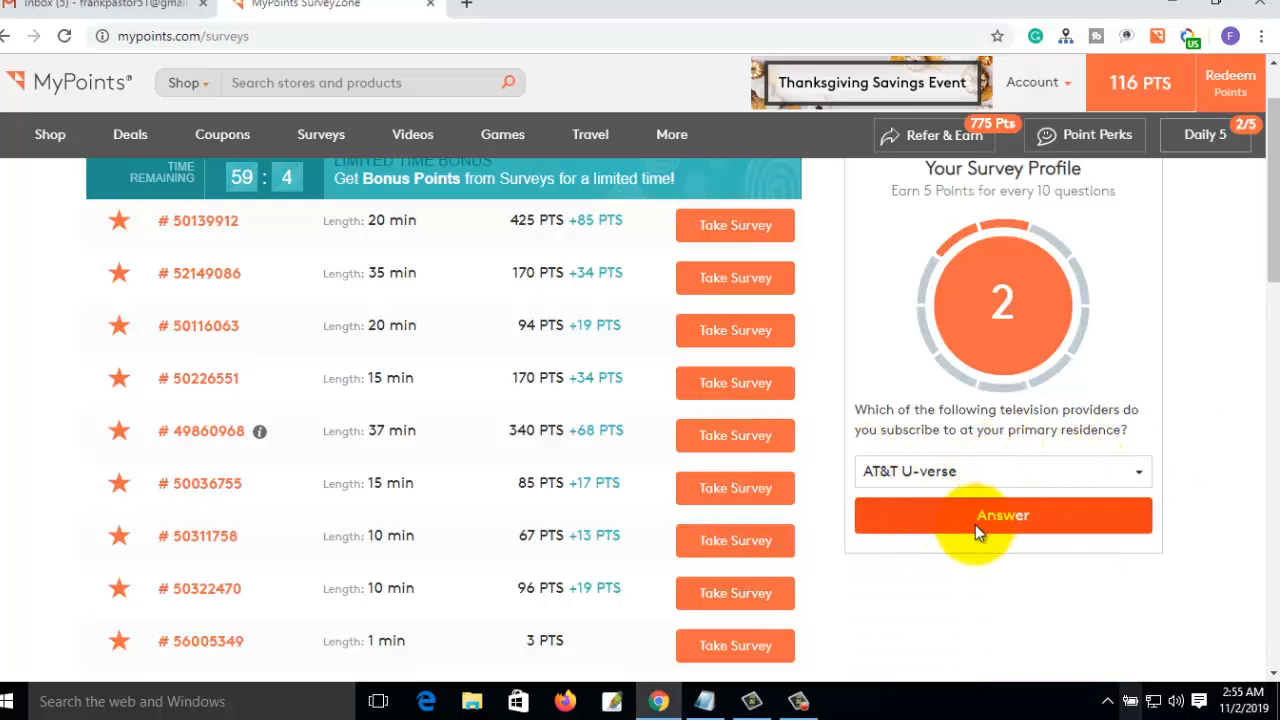 Inbox (5) - frankpastor51@gmail
MyPoints SurveyZone
mypoints.com/surveys
US
F
MyPoints®
Shop
Search stores and products
Thanksgiving Savings Event
Account
116 PTS
Redeem
Points
Shop
Deals
Coupons
Surveys
Videos
Games
Travel
More
Refer & Earn
775 Pts
Point Perks
Daily 5
2/5
TIME
REMAINING
59 : 4
LIMITED TIME BONUS
Get Bonus Points from Surveys for a limited time!
# 50139912 Length: 20 min 425 PTS +85 PTS Take Survey
# 52149086 Length: 35 min 170 PTS +34 PTS Take Survey
# 50116063 Length: 20 min 94 PTS +19 PTS Take Survey
# 50226551 Length: 15 min 170 PTS +34 PTS Take Survey
# 49860968 Length: 37 min 340 PTS +68 PTS Take Survey
# 50036755 Length: 15 min 85 PTS +17 PTS Take Survey
# 50311758 Length: 10 min 67 PTS +13 PTS Take Survey
# 50322470 Length: 10 min 96 PTS +19 PTS Take Survey
# 56005349 Length: 1 min 3 PTS Take Survey
Your Survey Profile
Earn 5 Points for every 10 questions
2
Which of the following television providers do
you subscribe to at your primary residence?
AT&T U-verse
Answer
Search the web and Windows
2:55 AM
11/2/2019